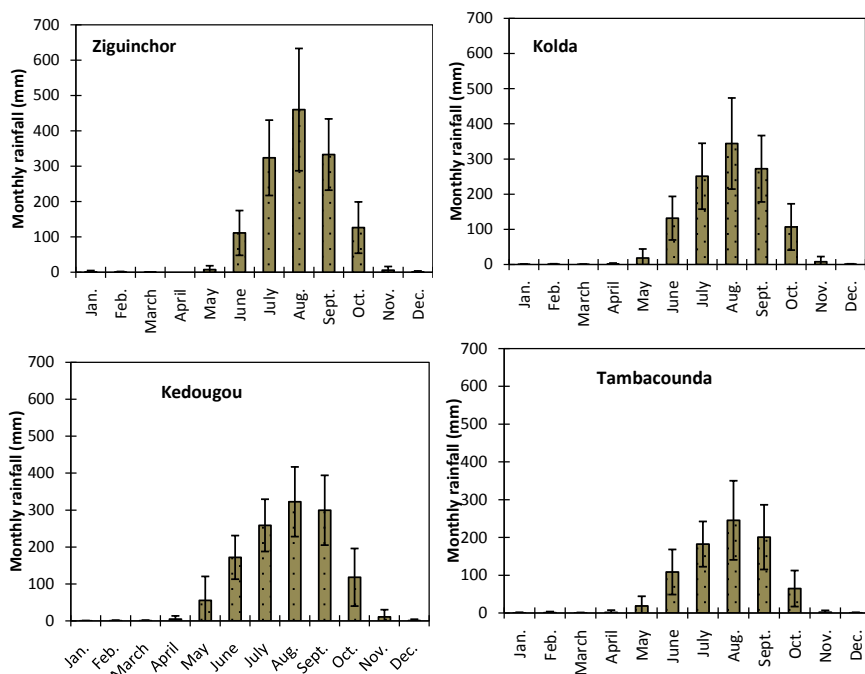 Ziguinchor
Monthly rainfall (mm)
700
600
500
400
300
200
100
0
Jan.
Feb.
March
April
May
June
July
Aug.
Sept.
Oct.
Nov.
Dec.
Kolda
Monthly rainfall (mm)
700
600
500
400
300
200
100
0
Jan.
Feb.
March
April
May
June
July
Aug.
Sept.
Oct.
Nov.
Dec.
Kedougou
Monthly rainfall (mm)
700
600
500
400
300
200
100
0
Jan.
Feb.
March
April
May
June
July
Aug.
Sept.
Oct.
Nov.
Dec.
Tambacounda
Monthly rainfall (mm)
700
600
500
400
300
200
100
0
Jan.
Feb.
March
April
May
June
July
Aug.
Sept.
Oct.
Nov.
Dec.